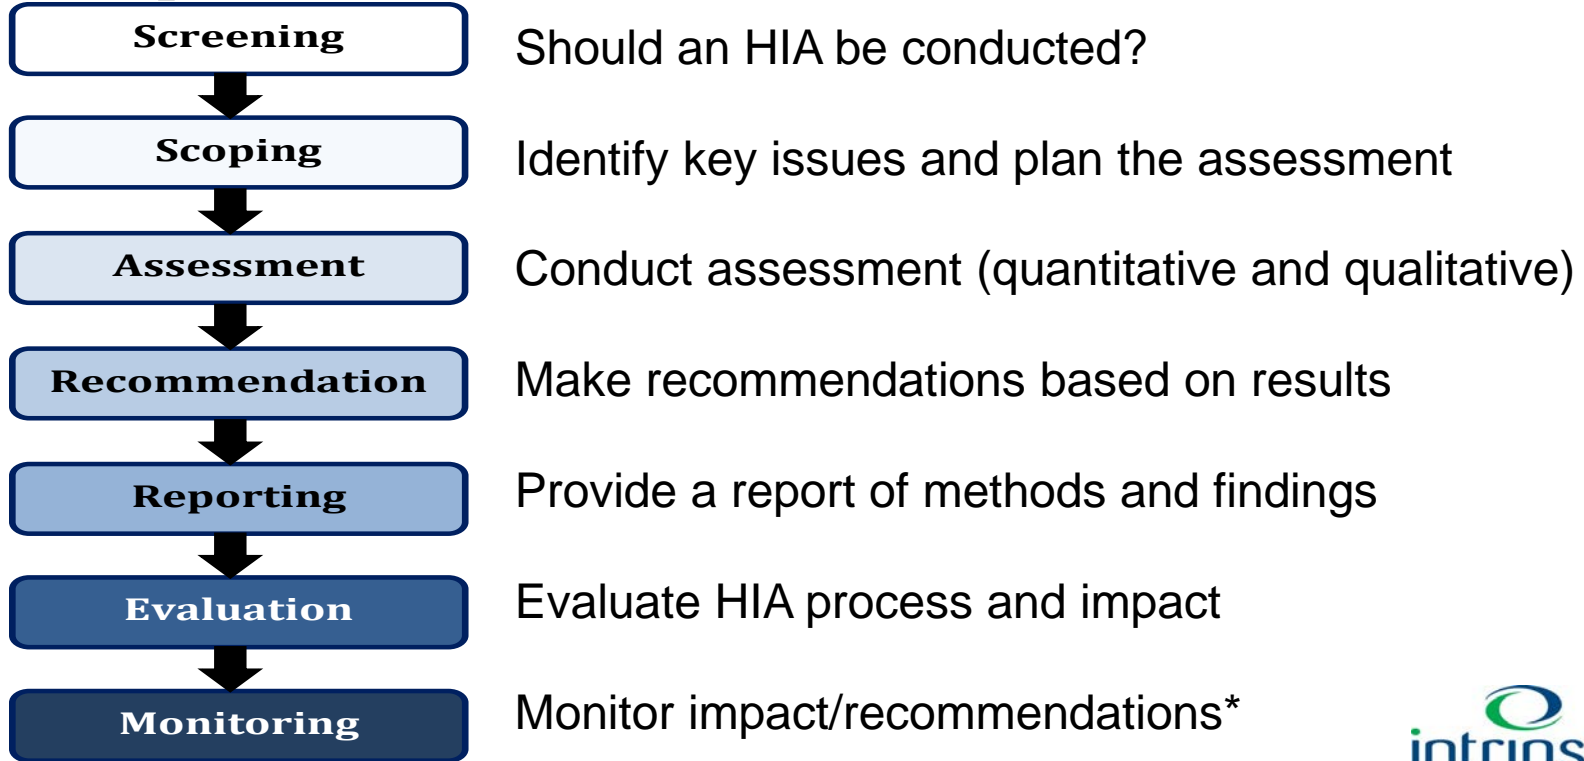 Screening
Should an HIA be conducted?
Scoping
Identify key issues and plan the assessment
Assessment
Conduct assessment (quantitative and qualitative)
Recommendation
Make recommendations based on results
Reporting
Provide a report of methods and findings
Evaluation
Evaluate HIA process and impact
Monitoring
Monitor impact/recommendations*
intrins